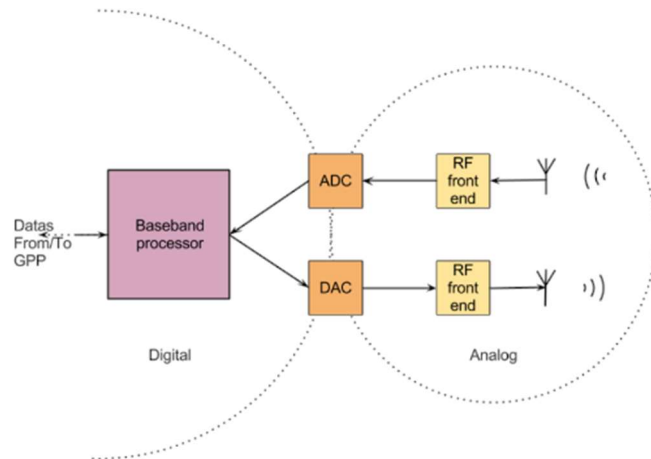 Datas
From/To
GPP
Baseband
processor
ADC
RF
front
end
DAC
RF
front
end
Digital
Analog